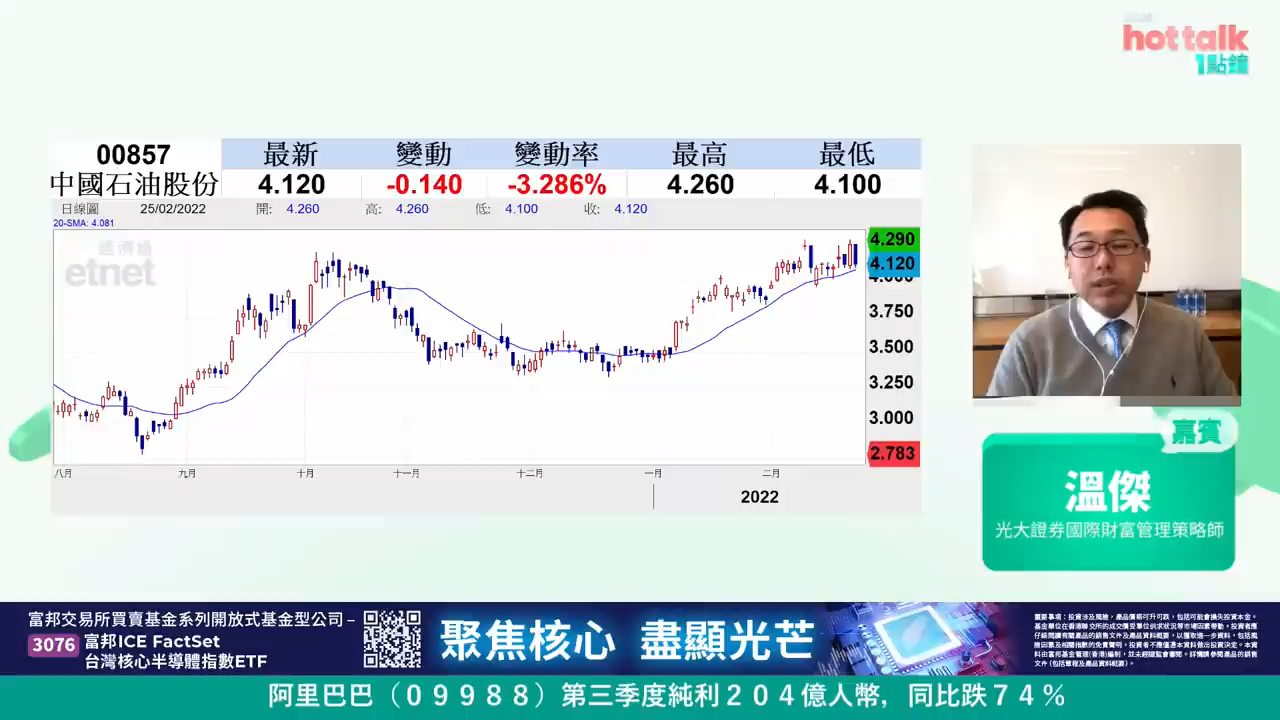 hot talk
1點鐘
00857 最新 變動 變動率 最高 最低
中國石油股份 4.120 -0.140 -3.286% 4.260 4.100
日線圖 25/02/2022 開: 4.260 高: 4.260 低: 4.100 收: 4.120
20-SMA: 4.081
經濟通
etnet
4.290
4.120
4.000
3.750
3.500
3.250
3.000
2.783
八月 九月 十月 十一月 十二月 一月 二月
2022
嘉賓
溫傑
光大證券國際財富管理策略師
富邦交易所買賣基金系列開放式基金型公司 –
3076 富邦ICE FactSet
台灣核心半導體指數ETF
聚焦核心 盡顯光芒
阿里巴巴（09988）第三季度純利204億人幣，同比跌74%